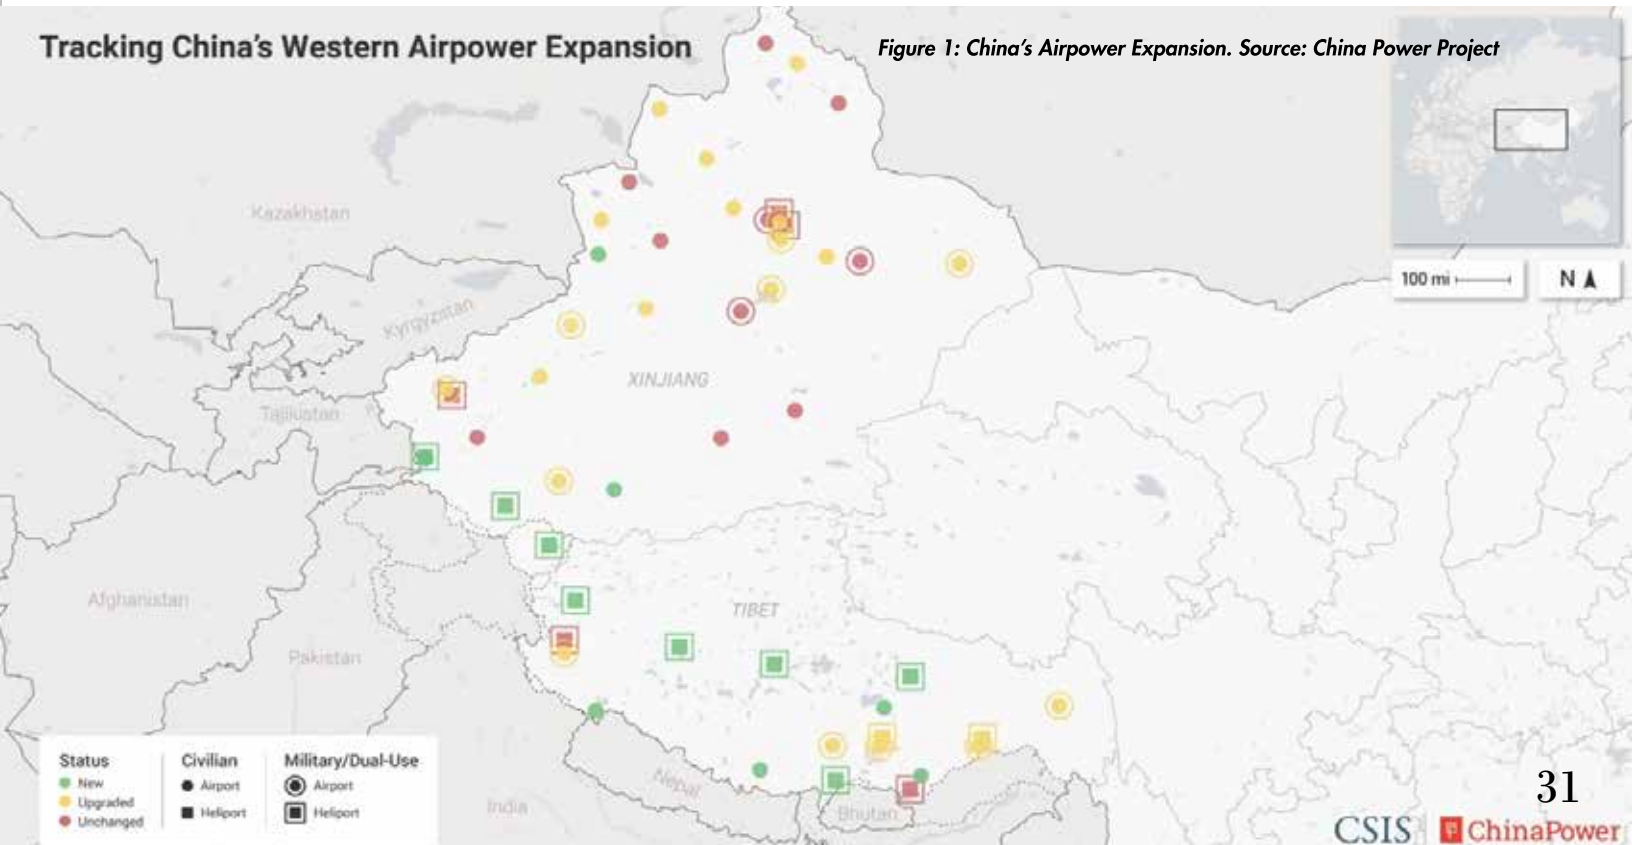 Tracking China's Western Airpower Expansion
Figure 1: China's Airpower Expansion. Source: China Power Project
Kazakhstan
100 mi
N
Kyrgyzstan
XINJIANG
Tajikistan
Afghanistan
TIBET
Pakistan
Status
New
Upgraded
Unchanged
Civilian
Airport
Heliport
Military/Dual-Use
Airport
Heliport
India
Nepal
Bhutan
31
CSIS
ChinaPower